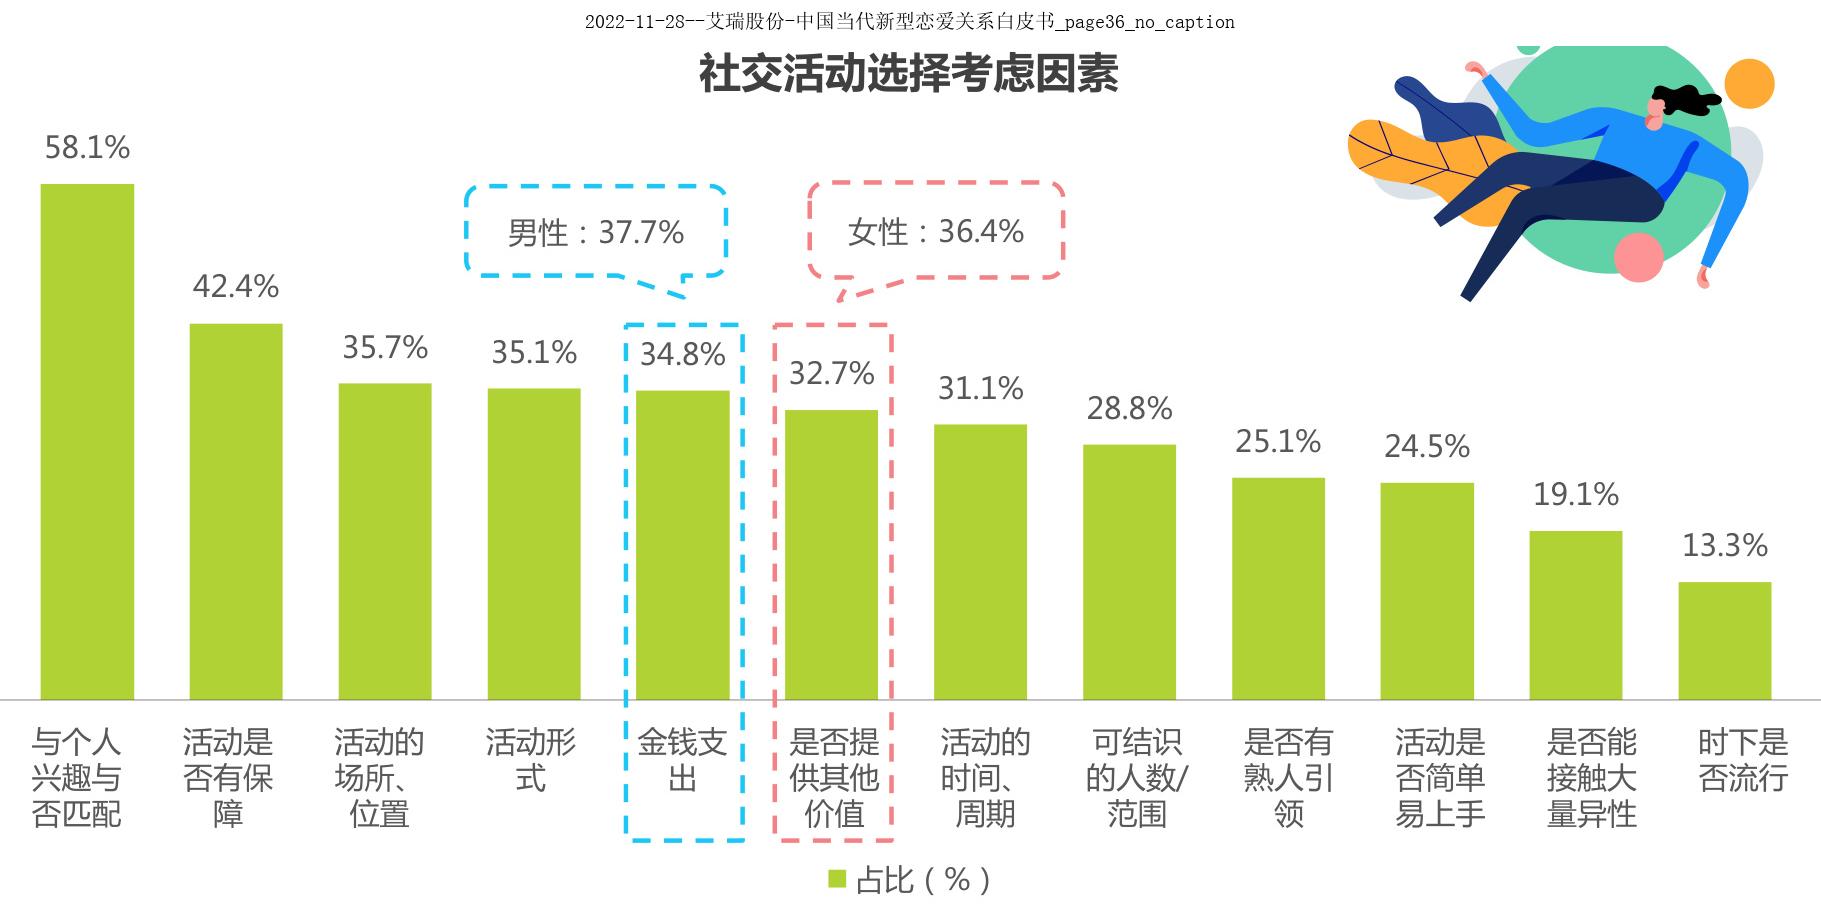 2022-11-28--艾瑞股份-中国当代新型恋爱关系白皮书_page36_no_caption
社交活动选择考虑因素
58.1%
42.4%
35.7%
35.1%
34.8%
32.7%
31.1%
28.8%
25.1%
24.5%
19.1%
13.3%
男性：37.7%
女性：36.4%
与个人
兴趣与
否匹配
活动是
否有保
障
活动的
场所、
位置
活动形
式
金钱支
出
是否提
供其他
价值
活动的
时间、
周期
可结识
的人数/
范围
是否有
熟人引
领
活动是
否简单
易上手
是否能
接触大
量异性
时下是
否流行
占比（%）